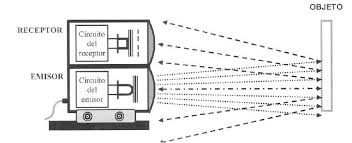 OBJETO
RECEPTOR
Circuito
del
receptor
EMISOR
Circuito
del
emisor